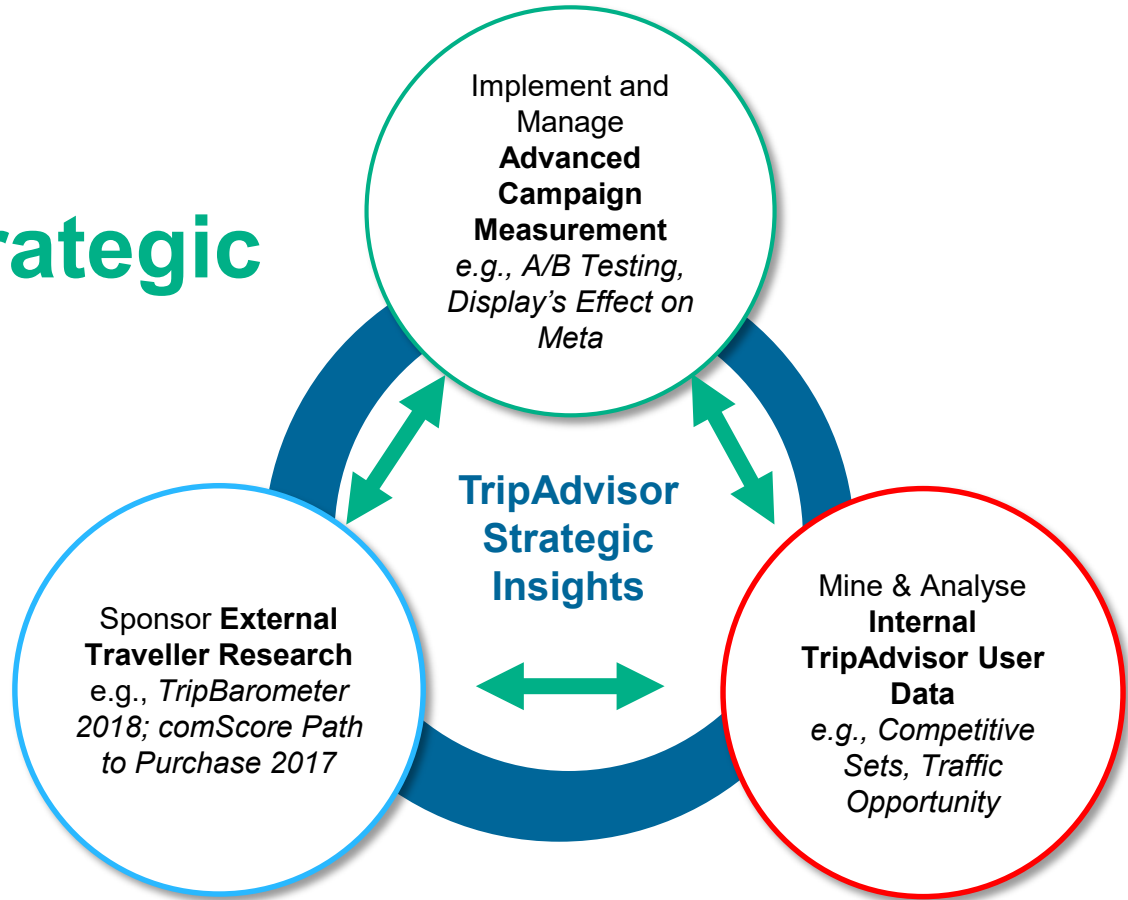 rategic
Implement and
Manage
Advanced
Campaign
Measurement
e.g., A/B Testing,
Display’s Effect on
Meta
TripAdvisor
Strategic
Insights
Sponsor External
Traveller Research
e.g., TripBarometer
2018; comScore Path
to Purchase 2017
Mine & Analyse
Internal
TripAdvisor User
Data
e.g., Competitive
Sets, Traffic
Opportunity